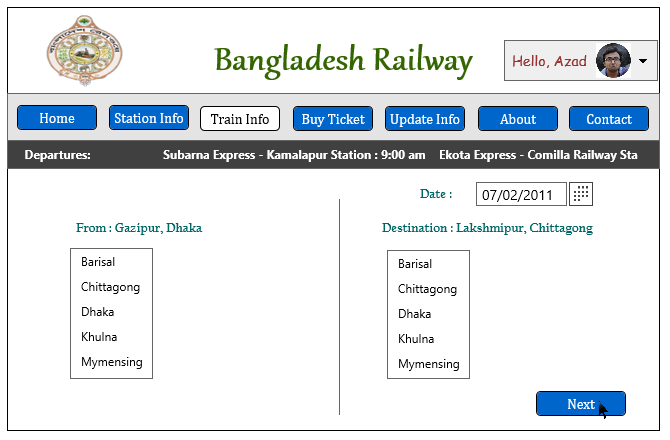 Bangladesh Railway
Hello, Azad
Home
Station Info
Train Info
Buy Ticket
Update Info
About
Contact
Departures: Subarna Express - Kamalapur Station : 9:00 am Ekota Express - Comilla Railway Sta
Date : 07/02/2011
From : Gazipur, Dhaka
Barisal
Chittagong
Dhaka
Khulna
Mymensing
Destination : Lakshmipur, Chittagong
Barisal
Chittagong
Dhaka
Khulna
Mymensing
Next